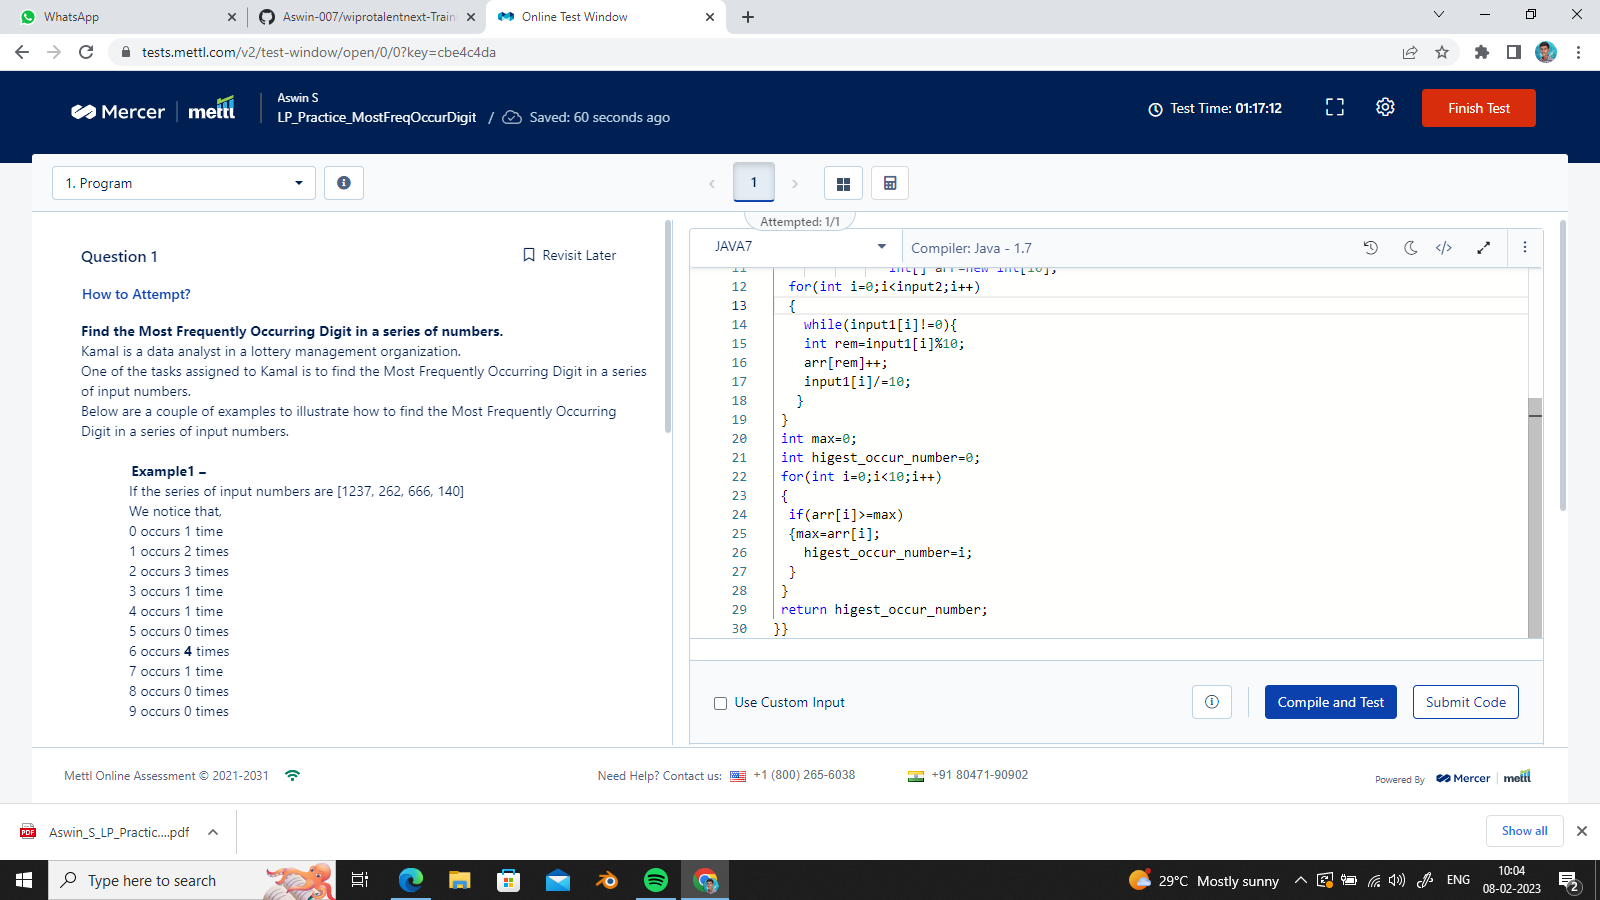 WhatsApp
Aswin-007/wiprotalentnext-Train
Online Test Window
tests.mettl.com/v2/test-window/open/0/0?key=cbe4c4da
Mercer
mettl
Aswin S
LP_Practice_MostFreqOccurDigit / Saved: 60 seconds ago
Test Time: 01:17:12
Finish Test
1. Program
1
Attempted: 1/1
Question 1
Revisit Later
How to Attempt?
Find the Most Frequently Occurring Digit in a series of numbers.
Kamal is a data analyst in a lottery management organization.
One of the tasks assigned to Kamal is to find the Most Frequently Occurring Digit in a series
of input numbers.
Below are a couple of examples to illustrate how to find the Most Frequently Occurring
Digit in a series of input numbers.
Example1 –
If the series of input numbers are [1237, 262, 666, 140]
We notice that,
0 occurs 1 time
1 occurs 2 times
2 occurs 3 times
3 occurs 1 time
4 occurs 1 time
5 occurs 0 times
6 occurs 4 times
7 occurs 1 time
8 occurs 0 times
9 occurs 0 times
JAVA7
Compiler: Java - 1.7
11 int[] arr=new int[10];
12 for(int i=0;i<input2;i++)
13 {
14 while(input1[i]!=0){
15 int rem=input1[i]%10;
16 arr[rem]++;
17 input1[i]/=10;
18 }
19 }
20 int max=0;
21 int higest_occur_number=0;
22 for(int i=0;i<10;i++)
23 {
24 if(arr[i]>=max)
25 {max=arr[i];
26 higest_occur_number=i;
27 }
28 }
29 return higest_occur_number;
30 }}
Use Custom Input
Compile and Test
Submit Code
Mettl Online Assessment © 2021-2031
Need Help? Contact us: +1 (800) 265-6038
+91 80471-90902
Powered By Mercer mettl
PDF
Aswin_S_LP_Practic....pdf
Show all
Type here to search
29°C Mostly sunny
ENG
10:04
08-02-2023
2